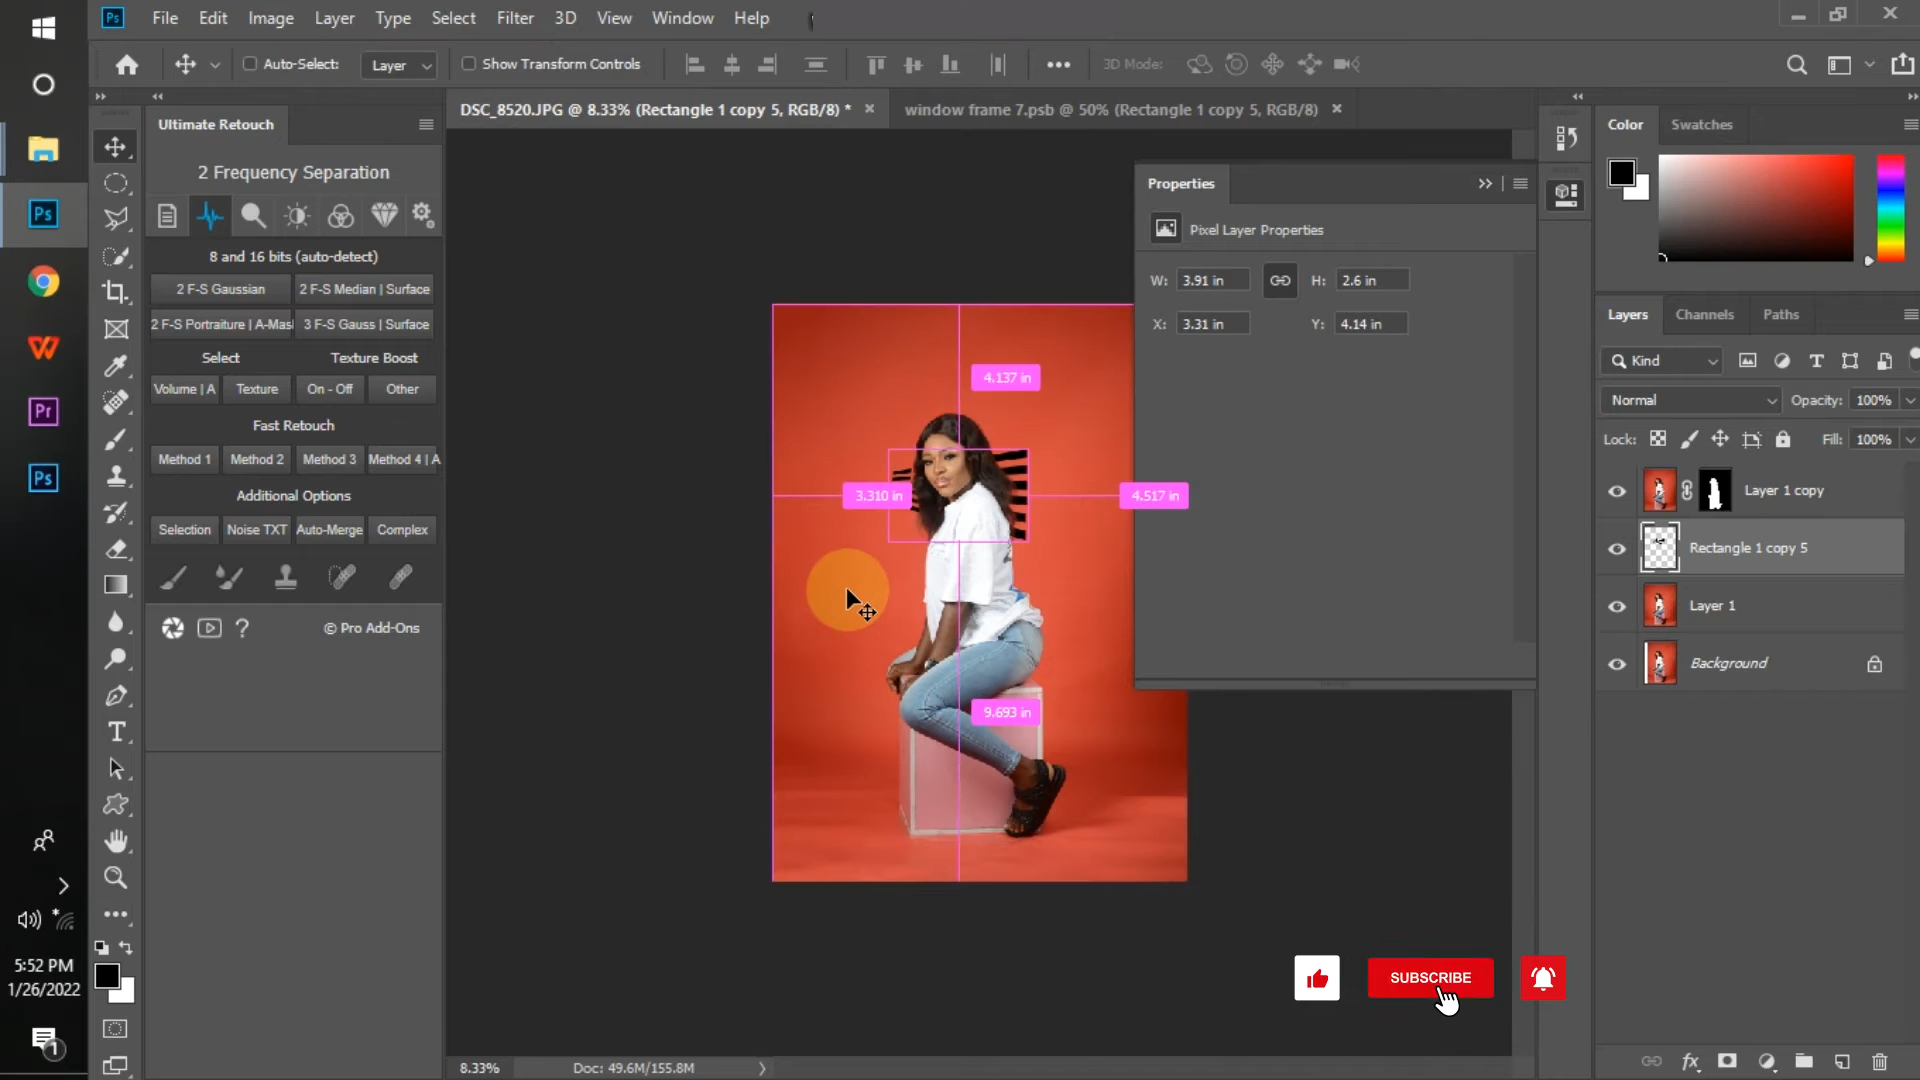 Ps File Edit Image Layer Type Select Filter 3D View Window Help
Auto-Select: Layer Show Transform Controls 3D Mode:
DSC_8520.JPG @ 8.33% (Rectangle 1 copy 5, RGB/8) * × window frame 7.psb @ 50% (Rectangle 1 copy 5, RGB/8) ×
Ultimate Retouch
2 Frequency Separation
8 and 16 bits (auto-detect)
2 F-S Gaussian 2 F-S Median | Surface
2 F-S Portraiture | A-Mas 3 F-S Gauss | Surface
Select Texture Boost
Volume | A Texture On - Off Other
Fast Retouch
Method 1 Method 2 Method 3 Method 4 | A
Additional Options
Selection Noise TXT Auto-Merge Complex
? © Pro Add-Ons
Ps
W
Pr
Ps
5:52 PM
1/26/2022
1
4.137 in
3.310 in
4.517 in
9.693 in
Properties
Pixel Layer Properties
W: 3.91 in H: 2.6 in
X: 3.31 in Y: 4.14 in
Color Swatches
Layers Channels Paths
Kind
Normal Opacity: 100%
Lock: Fill: 100%
Layer 1 copy
Rectangle 1 copy 5
Layer 1
Background
fx
SUBSCRIBE
8.33% Doc: 49.6M/155.8M